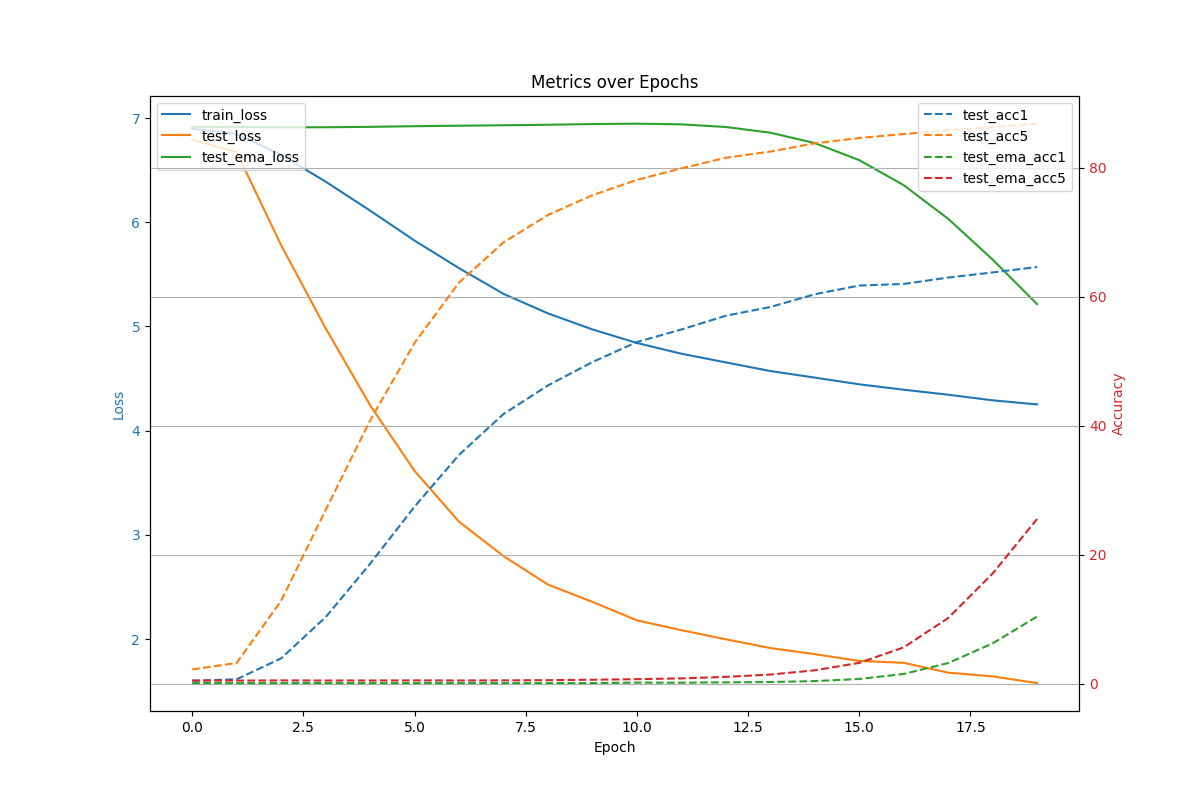 Metrics over Epochs
train_loss
test_loss
test_ema_loss
test_acc1
test_acc5
test_ema_acc1
test_ema_acc5
7
6
5
4
3
2
Loss
80
60
40
20
0
Accuracy
0.0 2.5 5.0 7.5 10.0 12.5 15.0 17.5
Epoch